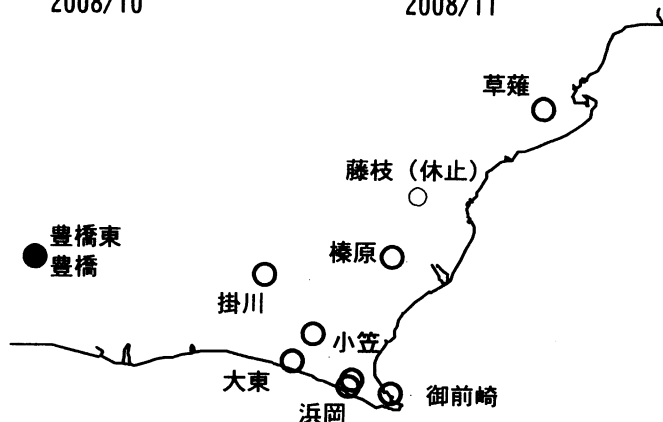 2008/10
2008/11
草薙
藤枝（休止）
豊橋東
豊橋
榛原
掛川
小笠
大東
御前崎
浜岡